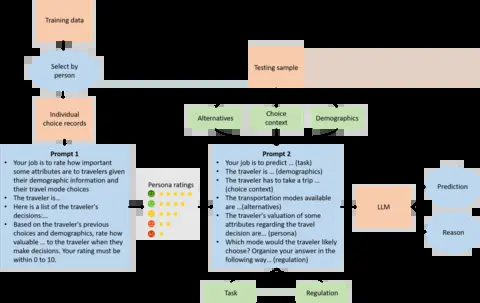 Training data
Select by
person
Testing sample
Individual
choice records
Alternatives
Choice
context
Demographics
Prompt 1
• Your job is to rate how important
some attributes are to travelers given
their demographic information and
their travel mode choices
• The traveler is...
• Here is a list of the traveler's
decisions:...
• Based on the traveler's previous
choices and demographics, rate how
valuable ... to the traveler when they
make decisions. Your rating must be
within 0 to 10.
Persona ratings
Prompt 2
• Your job is to predict ... (task)
• The traveler is ... (demographics)
• The traveler has to take a trip ...
(choice context)
• The transportation modes available
are ...(alternatives)
• The traveler's valuation of some
attributes regarding the travel
decision are... (persona)
• Which mode would the traveler likely
choose? Organize your answer in the
following way... (regulation)
LLM
Prediction
Reason
Task
Regulation